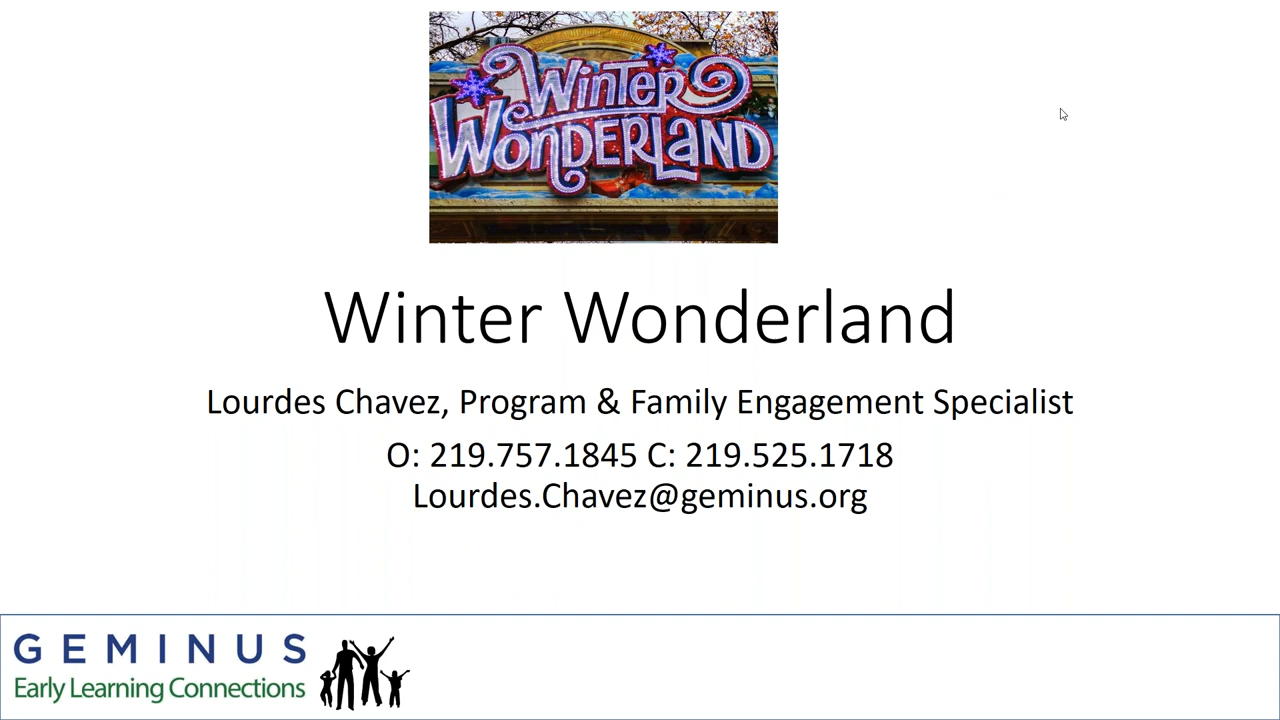 Winter
Wonderland
Winter Wonderland
Lourdes Chavez, Program & Family Engagement Specialist
O: 219.757.1845 C: 219.525.1718
Lourdes.Chavez@geminus.org
GEMINUS
Early Learning Connections